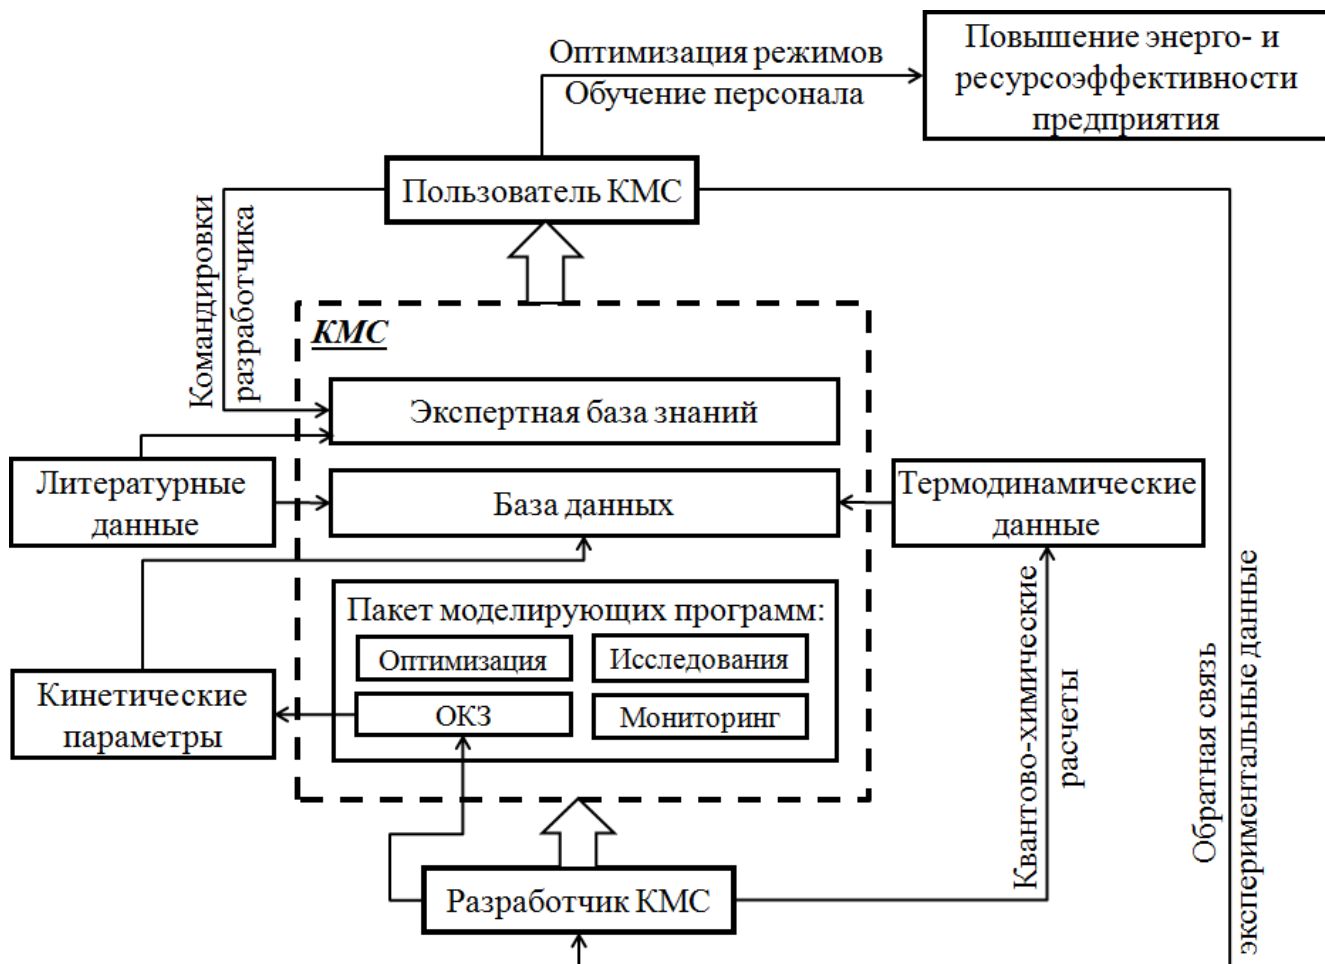 Оптимизация режимов
Обучение персонала
Повышение энерго- и
ресурсоэффективности
предприятия
Пользователь КМС
Командировки
разработчика
КМС
Экспертная база знаний
Литературные
данные
База данных
Термодинамические
данные
Пакет моделирующих программ:
Оптимизация
Исследования
ОКЗ
Мониторинг
Кинетические
параметры
Квантово-химические
расчеты
Обратная связь
экспериментальные данные
Разработчик КМС